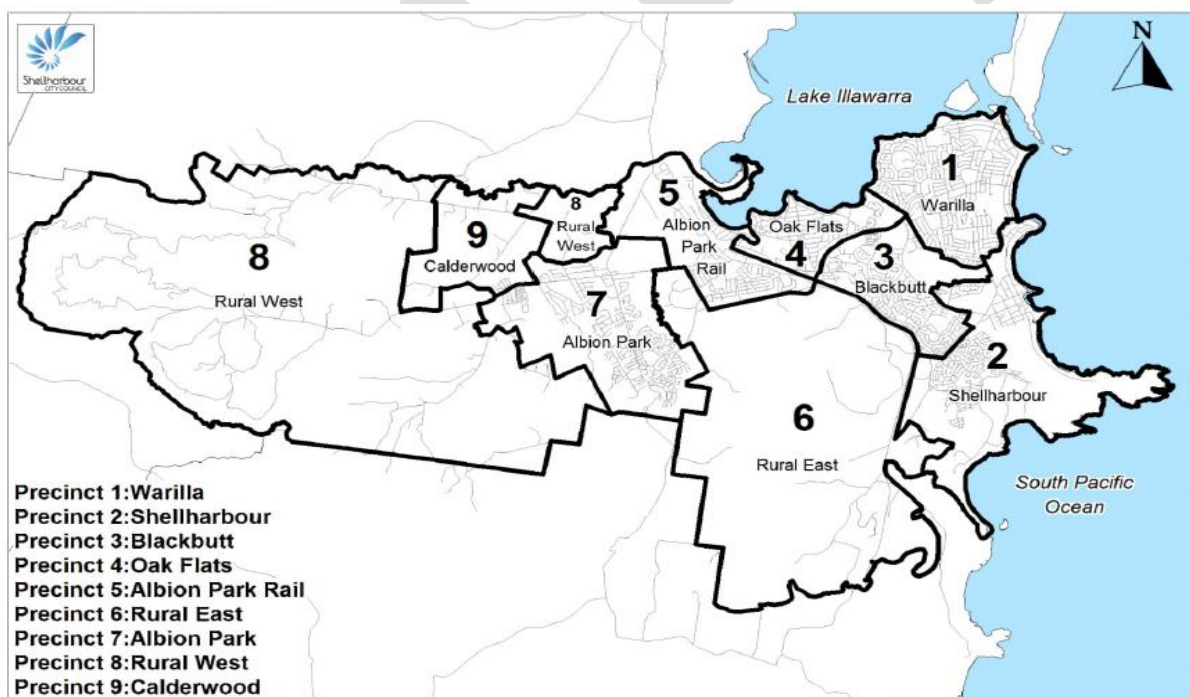 Shellharbour
CITY COUNCIL
N
Lake Illawarra
1
Warilla
5
Albion
Park
Rail
8
Rural
West
Oak Flats
4
9
Calderwood
3
Blackbutt
8
Rural West
7
Albion Park
2
Shellharbour
6
Rural East
South Pacific
Ocean
Precinct 1:Warilla
Precinct 2:Shellharbour
Precinct 3:Blackbutt
Precinct 4:Oak Flats
Precinct 5:Albion Park Rail
Precinct 6:Rural East
Precinct 7:Albion Park
Precinct 8:Rural West
Precinct 9:Calderwood